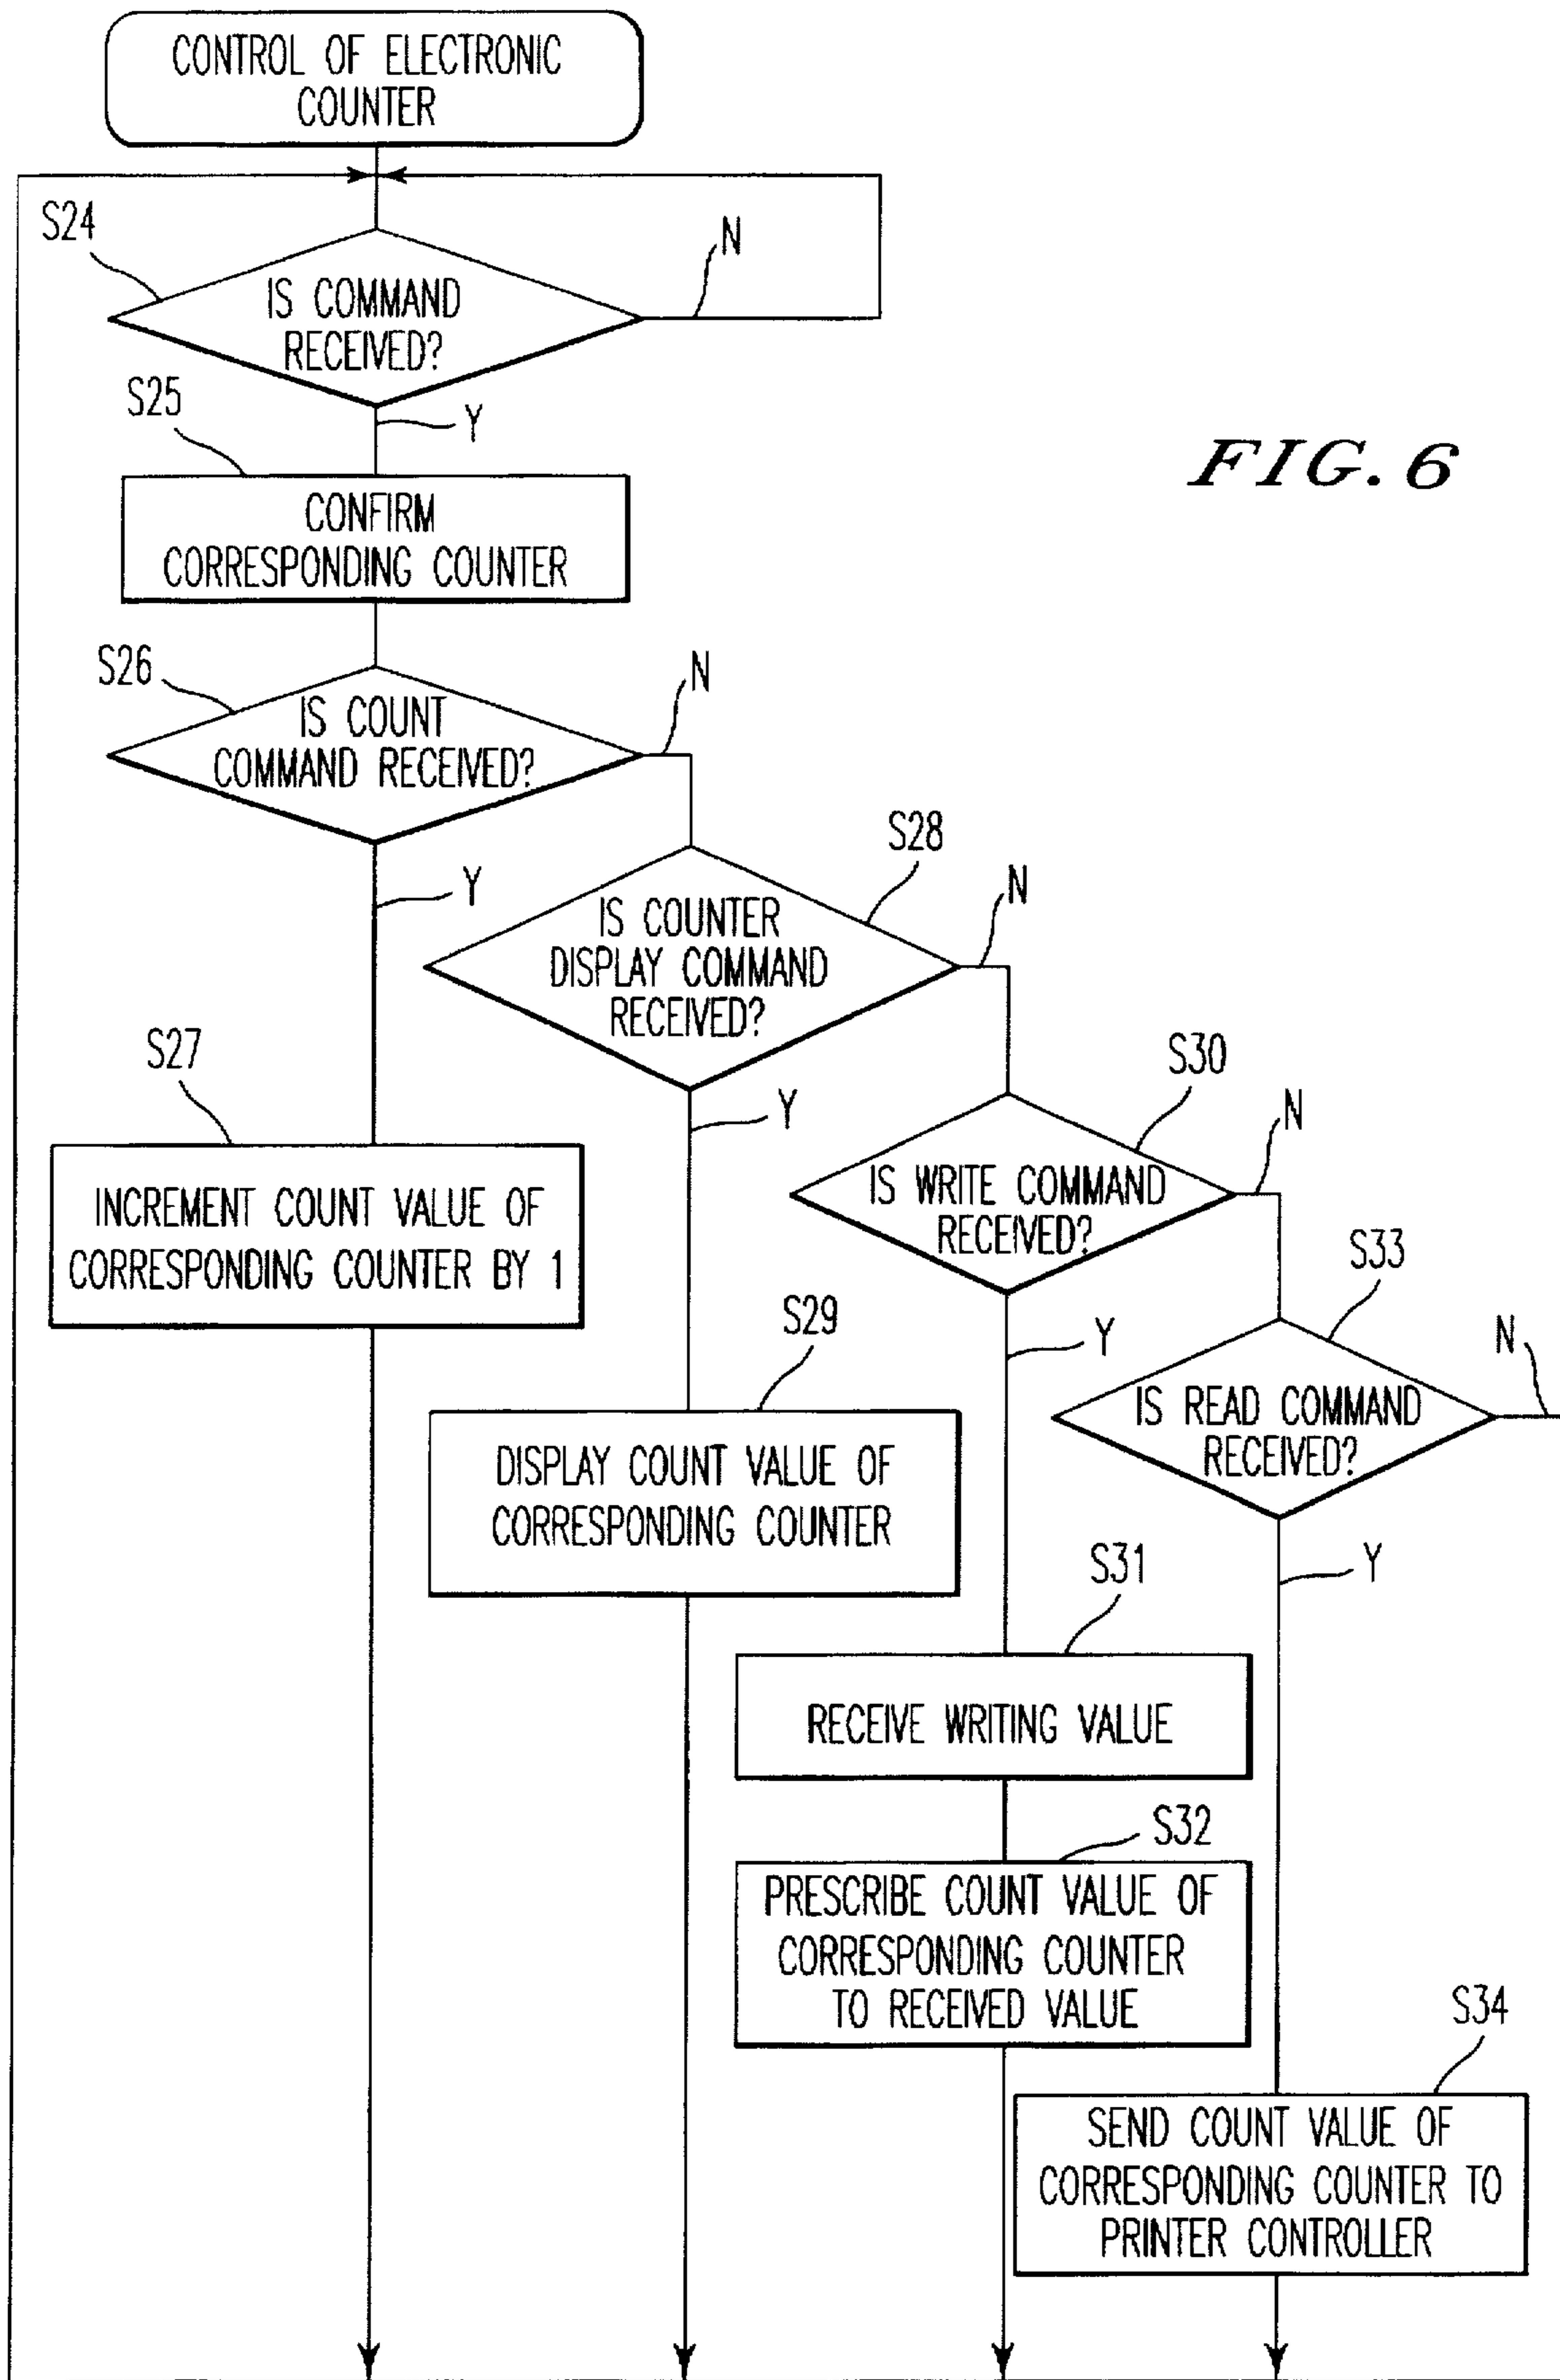 CONTROL OF ELECTRONIC
COUNTER
S24
N
IS COMMAND
RECEIVED?
S25
Y
FIG. 6
CONFIRM
CORRESPONDING COUNTER
S26
N
IS COUNT
COMMAND RECEIVED?
S28
Y
N
IS COUNTER
DISPLAY COMMAND
RECEIVED?
S27
S30
Y
N
IS WRITE COMMAND
RECEIVED?
INCREMENT COUNT VALUE OF
CORRESPONDING COUNTER BY 1
S33
S29
Y
N
IS READ COMMAND
RECEIVED?
DISPLAY COUNT VALUE OF
CORRESPONDING COUNTER
S31
Y
RECEIVE WRITING VALUE
S32
PRESCRIBE COUNT VALUE OF
CORRESPONDING COUNTER
TO RECEIVED VALUE
S34
SEND COUNT VALUE OF
CORRESPONDING COUNTER TO
PRINTER CONTROLLER